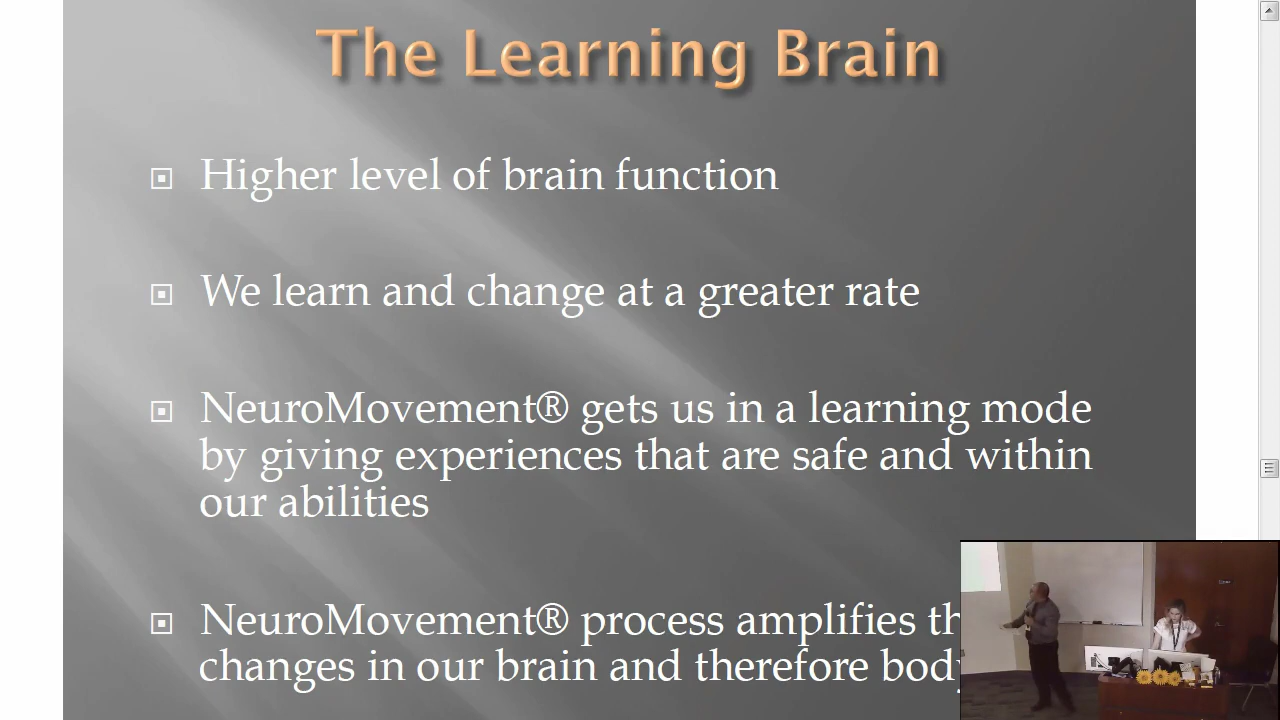 The Learning Brain
Higher level of brain function
We learn and change at a greater rate
NeuroMovement® gets us in a learning mode
by giving experiences that are safe and within
our abilities
NeuroMovement® process amplifies
changes in our brain and therefore